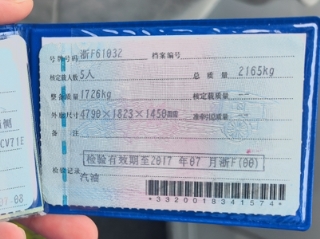 号牌号码 浙F61032 档案编号
核定载人数 5人 总质量 2165kg
整备质量 1726kg 核定载质量 --
外廓尺寸 4790×1823×1450mm 准牵引总质量 --
备注
检验有效期至2017年07月浙F(00)
检验记录
汽油
*3320018341574*
CV71E